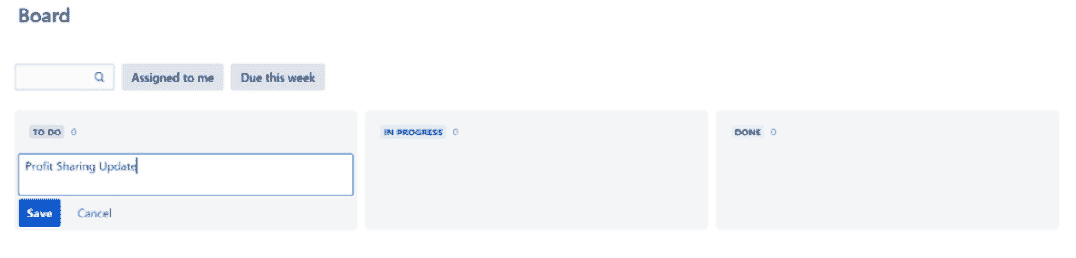 Board
Assigned to me Due this week
TO DO 0 IN PROGRESS 0 DONE 0
Profit Sharing Update
Save Cancel